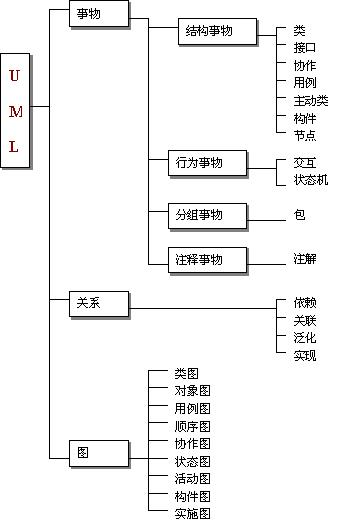 UML
事物
结构事物
类
接口
协作
用例
主动类
构件
节点
行为事物
交互
状态机
分组事物
包
注释事物
注解
关系
依赖
关联
泛化
实现
图
类图
对象图
用例图
顺序图
协作图
状态图
活动图
构件图
实施图